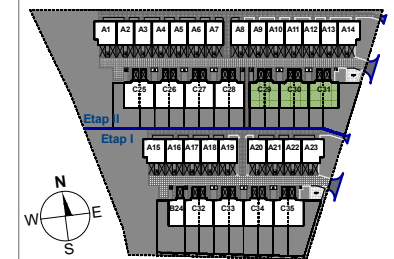 A1 A2 A3 A4 A5 A6 A7 A8 A9 A10 A11 A12 A13 A14
C25 C26 C27 C28 C29 C30 C31
Etap II
Etap I
A15 A16 A17 A18 A19 A20 A21 A22 A23
B24 C32 C33 C34 C35
N
W E
S